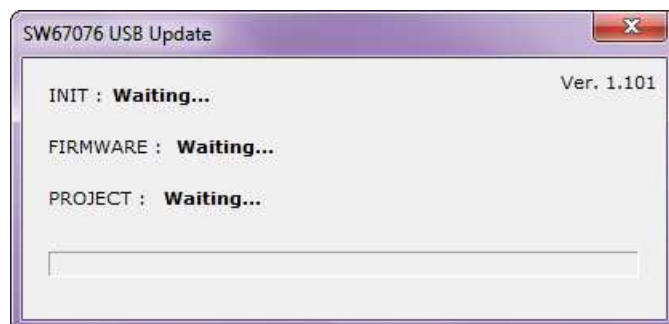 SW67076 USB Update
Ver. 1.101
INIT : Waiting...
FIRMWARE : Waiting...
PROJECT : Waiting...